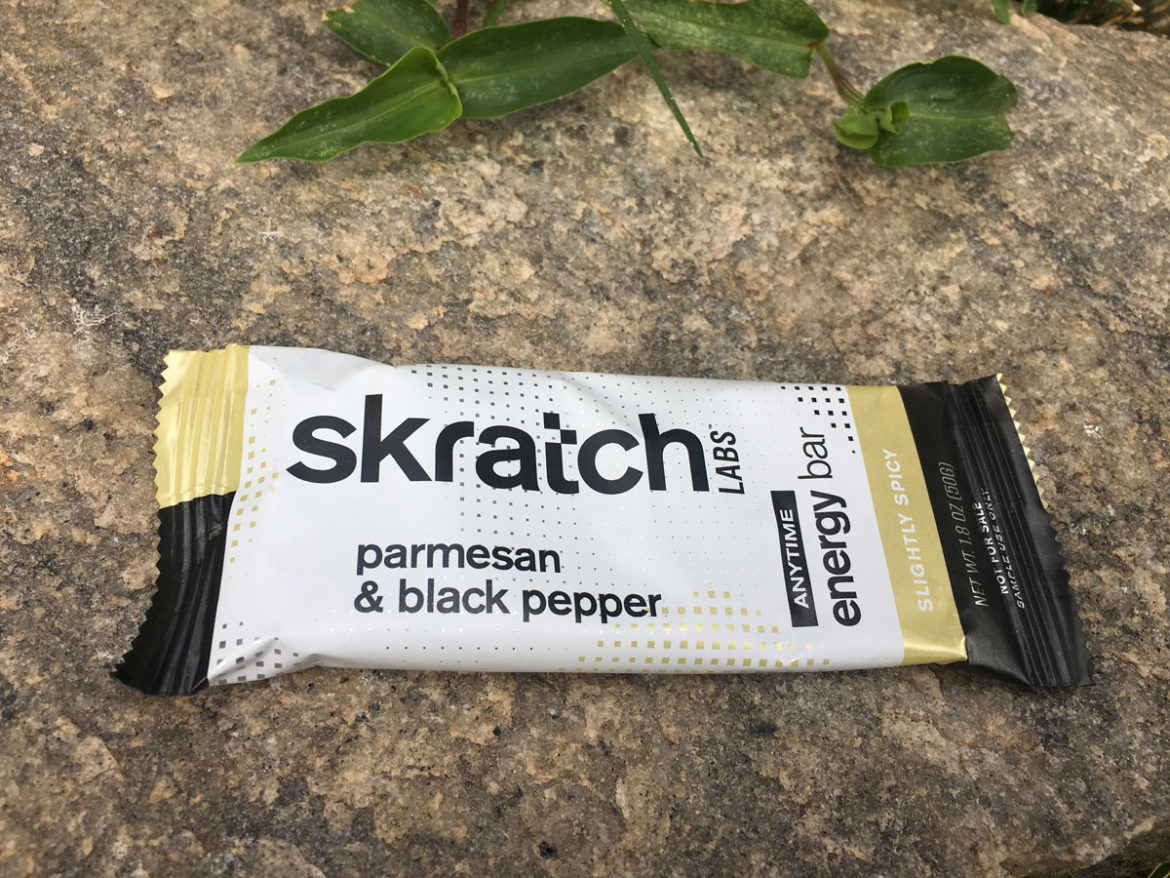 skratch
LABS™
parmesan
& black pepper
ANYTIME
energy bar
SLIGHTLY SPICY
NET WT. 1.8 OZ (50G)
NOT FOR SALE
SAMPLE USE ONLY